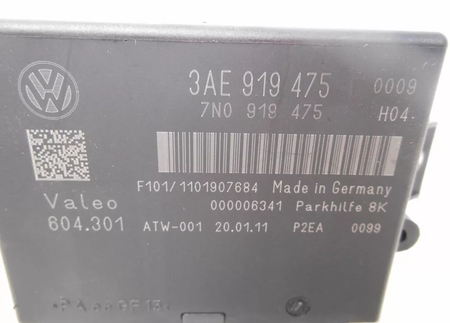 3AE 919 475 0009
7N0 919 475 H04
F101/1101907684 Made in Germany
Valeo 000006341 Parkhilfe 8K
604.301 ATW-001 20.01.11 P2EA 0099